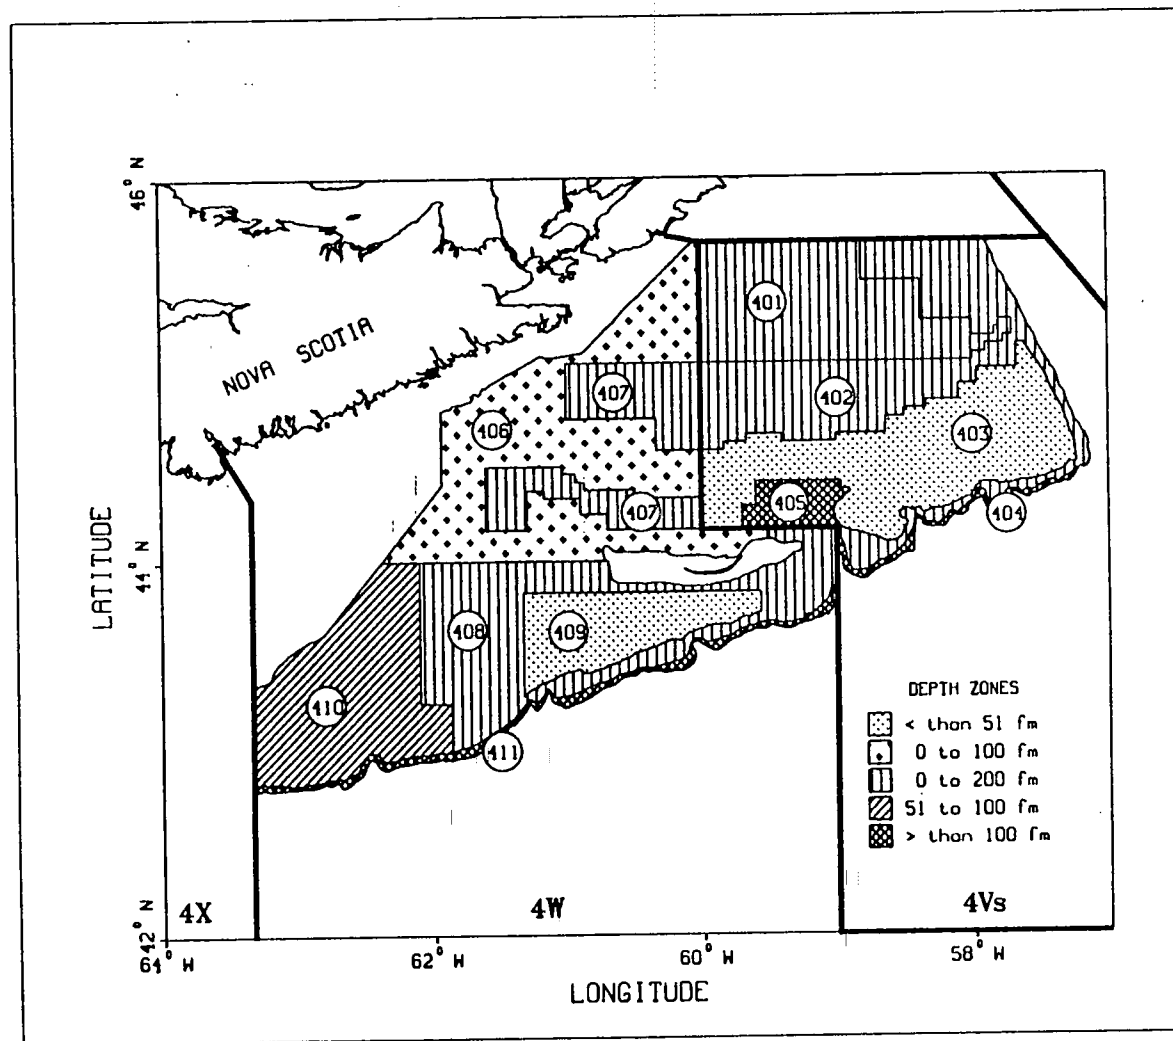 46° N
NOVA SCOTIA
401
407
402
406
403
405
404
407
LATITUDE
44° N
408
409
410
411
DEPTH ZONES
< than 51 fm
0 to 100 fm
0 to 200 fm
51 to 100 fm
> than 100 fm
4X
4W
4Vs
42° N
64° W
62° W
60° W
58° W
LONGITUDE